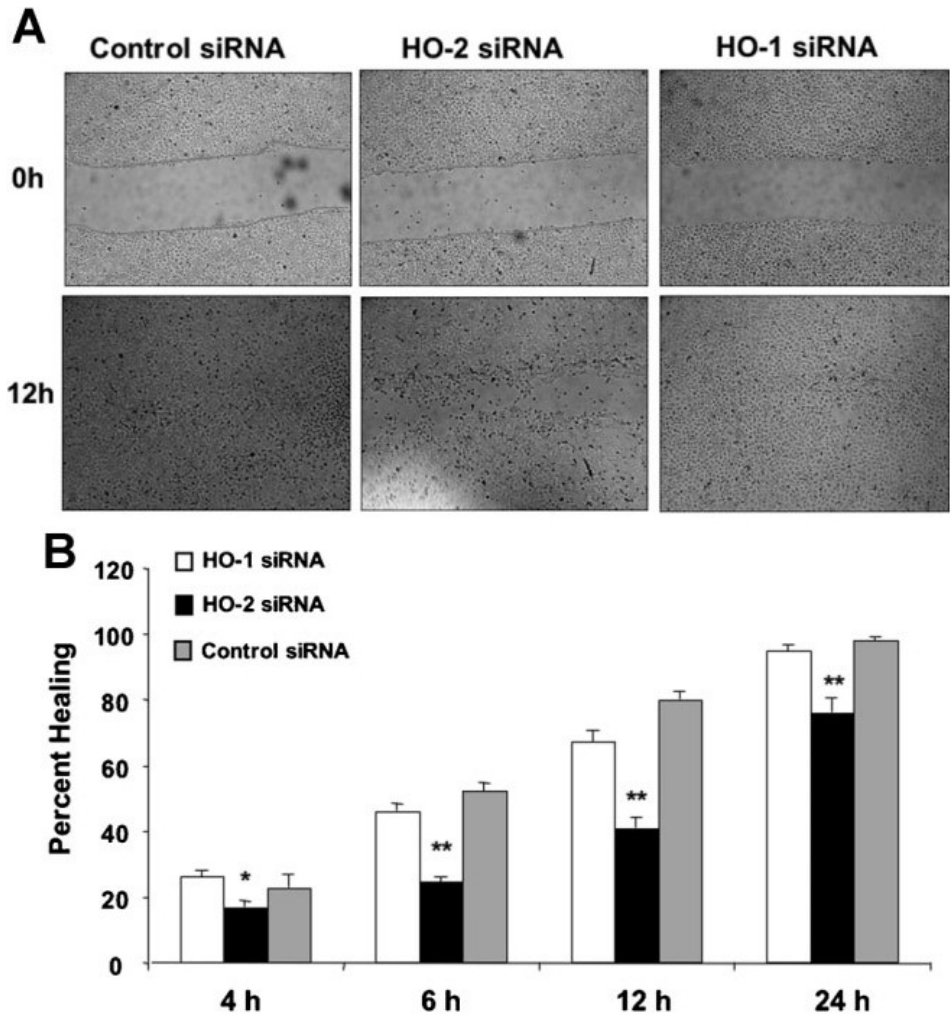 A
Control siRNA HO-2 siRNA HO-1 siRNA
0h
12h
B
120
100
80
60
40
20
0
Percent Healing
HO-1 siRNA
HO-2 siRNA
Control siRNA
* ** ** **
4 h 6 h 12 h 24 h